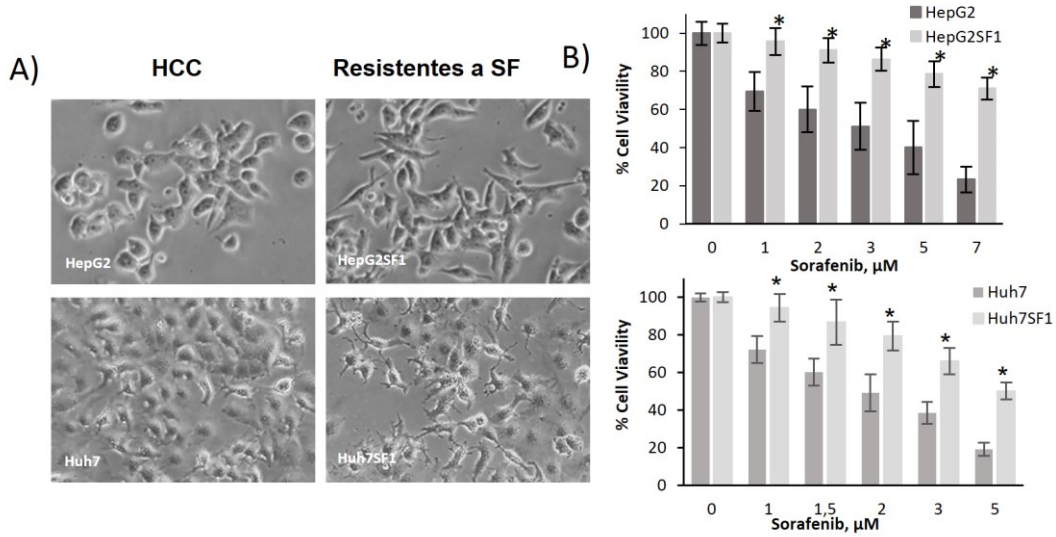 A)
HCC
Resistentes a SF
HepG2
HepG2SF1
Huh7
Huh7SF1
B)
% Cell Viavility
100
80
60
40
20
0
HepG2
HepG2SF1
*
*
*
*
*
0 1 2 3 5 7
Sorafenib, µM
% Cell Viavility
100
80
60
40
20
0
Huh7
Huh7SF1
*
*
*
*
*
0 1 1,5 2 3 5
Sorafenib, µM